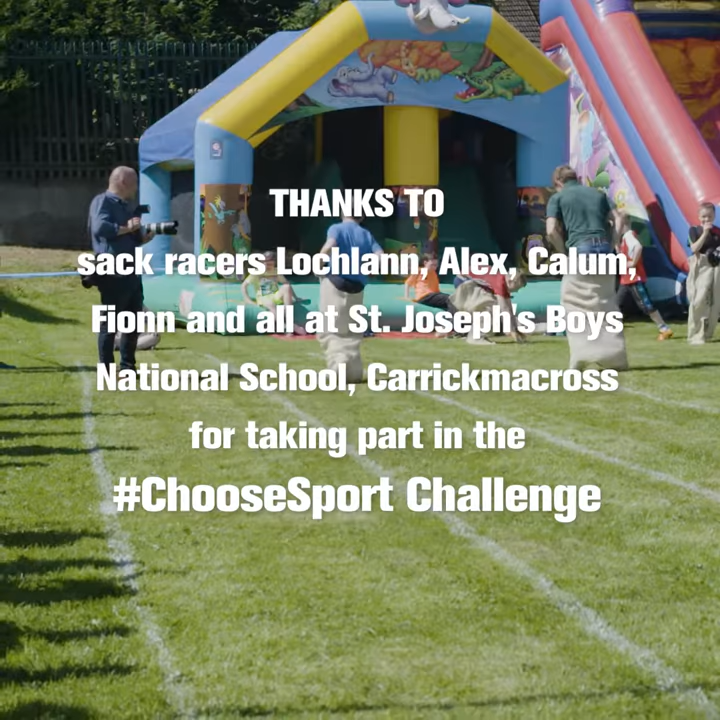 THANKS TO
sack racers Lochlann, Alex, Calum,
Fionn and all at St. Joseph's Boys
National School, Carrickmacross
for taking part in the
#ChooseSport Challenge